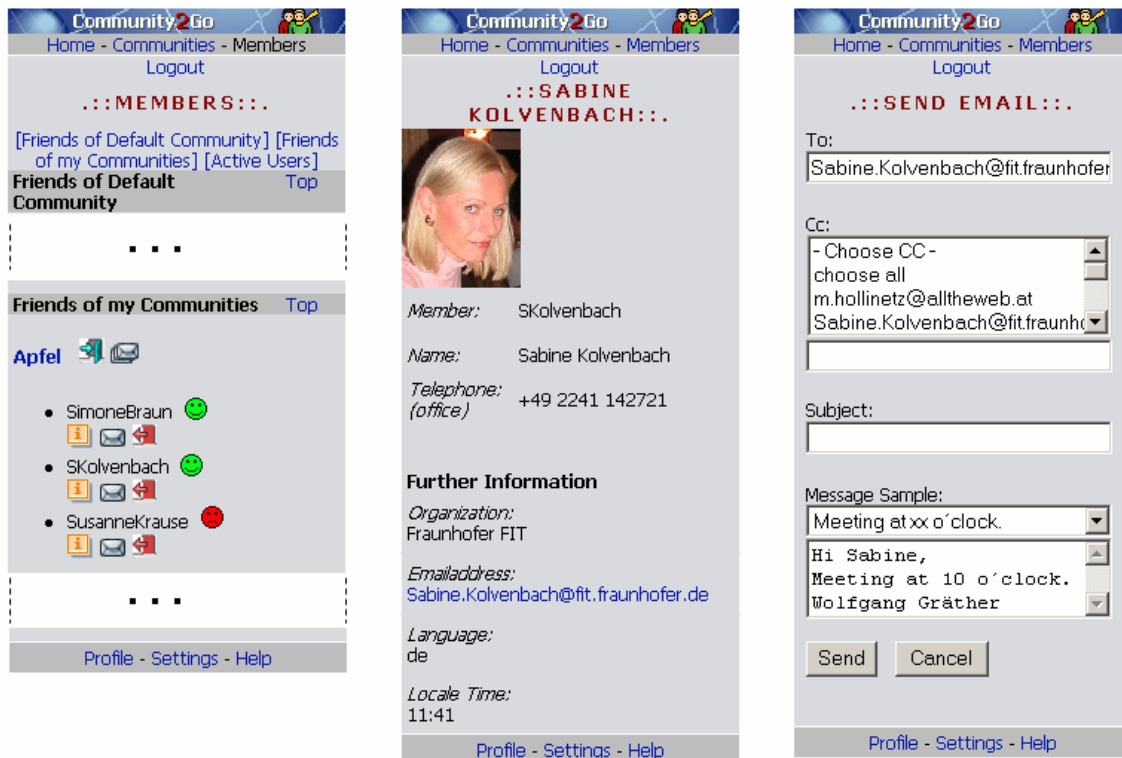 Community2Go
Home - Communities - Members
Logout
.::MEMBERS::.
[Friends of Default Community] [Friends
of my Communities] [Active Users]
Friends of Default Top
Community
. . .
Friends of my Communities Top
Apfel
• SimoneBraun
i
• SKolvenbach
i
• SusanneKrause
i
. . .
Profile - Settings - Help
Community2Go
Home - Communities - Members
Logout
.::SABINE
KOLVENBACH::.
Member: SKolvenbach
Name: Sabine Kolvenbach
Telephone:
(office) +49 2241 142721
Further Information
Organization:
Fraunhofer FIT
Emailaddress:
Sabine.Kolvenbach@fit.fraunhofer.de
Language:
de
Locale Time:
11:41
Profile - Settings - Help
Community2Go
Home - Communities - Members
Logout
.::SEND EMAIL::.
To:
Sabine.Kolvenbach@fit.fraunhofer
Cc:
- Choose CC -
choose all
m.hollinetz@alltheweb.at
Sabine.Kolvenbach@fit.fraunh
Subject:
Message Sample:
Meeting at xx o´clock.
Hi Sabine,
Meeting at 10 o´clock.
Wolfgang Gräther
Send Cancel
Profile - Settings - Help